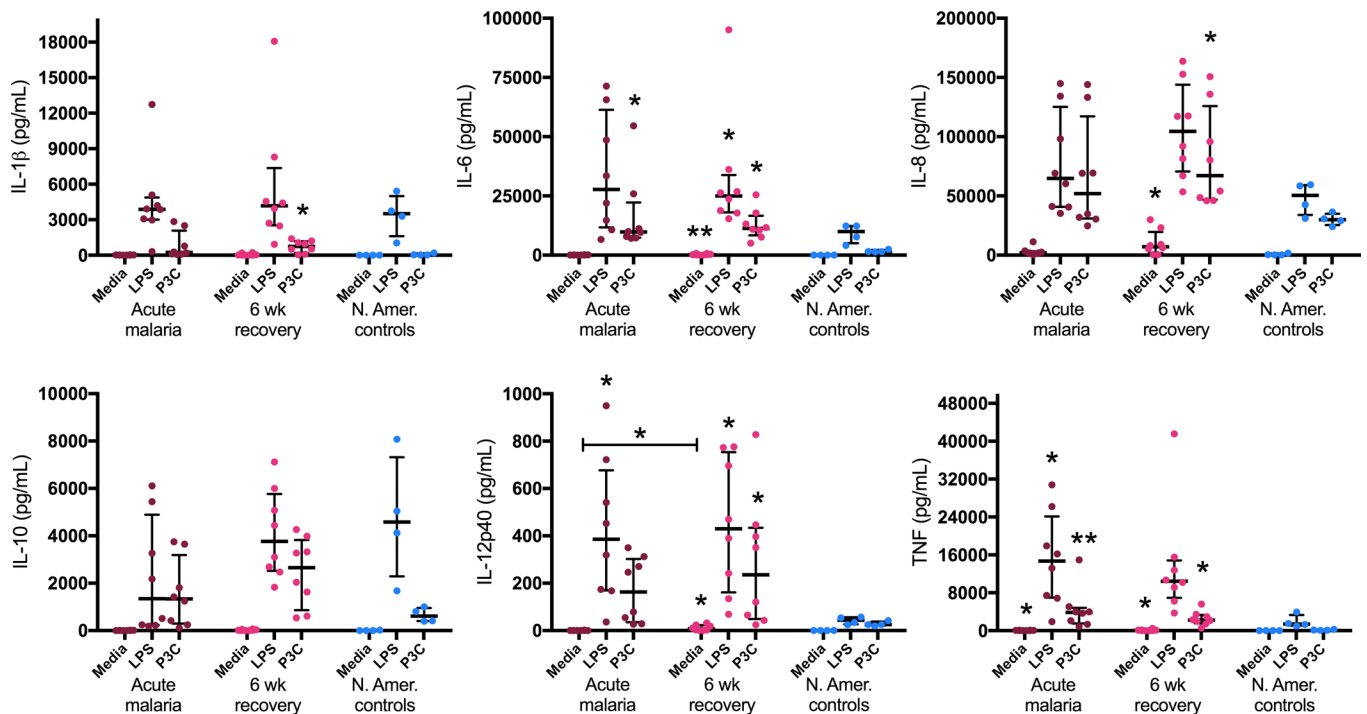 IL-1β (pg/mL)
18000
15000
12000
9000
6000
3000
0
*
Media LPS P3C Media LPS P3C Media LPS P3C
Acute malaria
6 wk recovery
N. Amer. controls
IL-6 (pg/mL)
100000
75000
50000
25000
0
* ** * *
Media LPS P3C Media LPS P3C Media LPS P3C
Acute malaria
6 wk recovery
N. Amer. controls
IL-8 (pg/mL)
200000
150000
100000
50000
0
* *
Media LPS P3C Media LPS P3C Media LPS P3C
Acute malaria
6 wk recovery
N. Amer. controls
IL-10 (pg/mL)
10000
8000
6000
4000
2000
0
Media LPS P3C Media LPS P3C Media LPS P3C
Acute malaria
6 wk recovery
N. Amer. controls
IL-12p40 (pg/mL)
1000
800
600
400
200
0
* * * * *
Media LPS P3C Media LPS P3C Media LPS P3C
Acute malaria
6 wk recovery
N. Amer. controls
TNF (pg/mL)
48000
40000
32000
24000
16000
8000
0
* * ** * *
Media LPS P3C Media LPS P3C Media LPS P3C
Acute malaria
6 wk recovery
N. Amer. controls